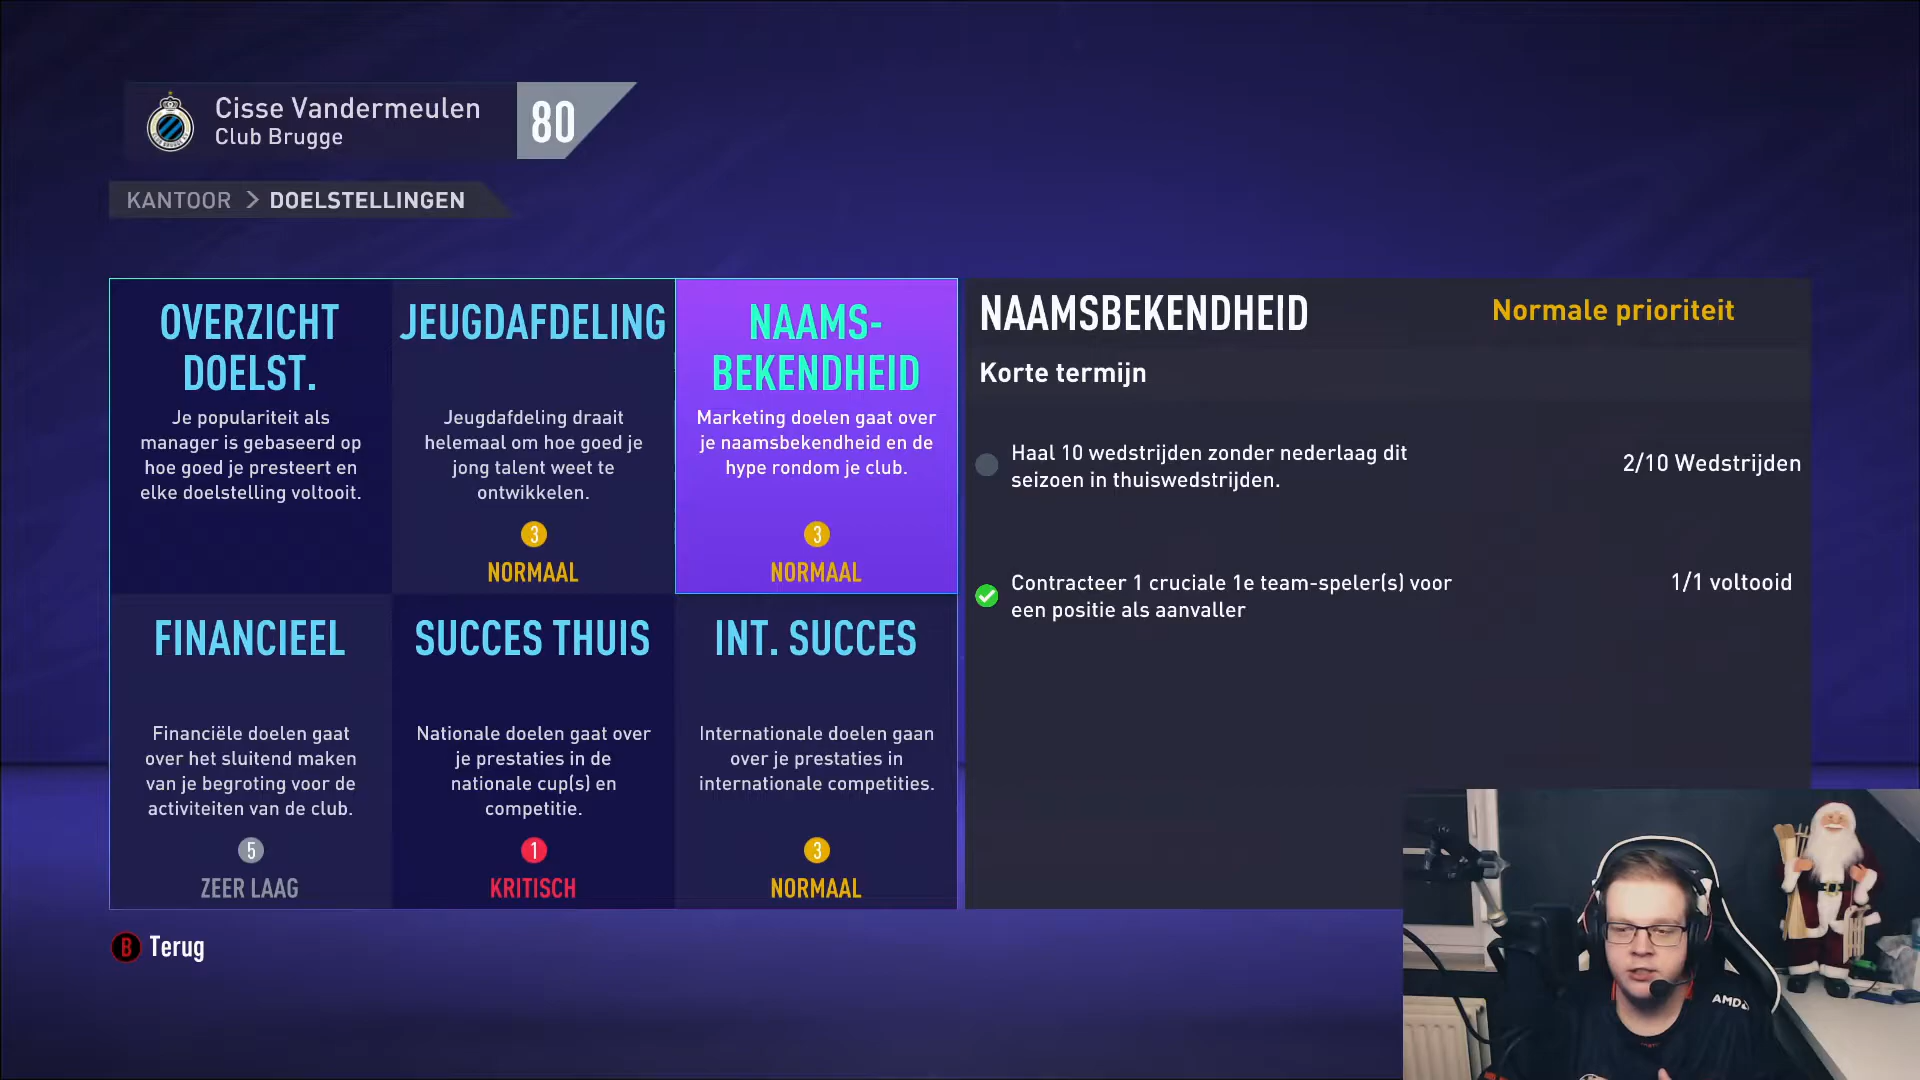 Cisse Vandermeulen
Club Brugge
80
KANTOOR > DOELSTELLINGEN
OVERZICHT
DOELST.
Je populariteit als
manager is gebaseerd op
hoe goed je presteert en
elke doelstelling voltooit.
JEUGDAFDELING
Jeugdafdeling draait
helemaal om hoe goed je
jong talent weet te
ontwikkelen.
3
NORMAAL
NAAMS-
BEKENDHEID
Marketing doelen gaat over
je naamsbekendheid en de
hype rondom je club.
3
NORMAAL
FINANCIEEL
Financiële doelen gaat
over het sluitend maken
van je begroting voor de
activiteiten van de club.
5
ZEER LAAG
SUCCES THUIS
Nationale doelen gaat over
je prestaties in de
nationale cup(s) en
competitie.
1
KRITISCH
INT. SUCCES
Internationale doelen gaan
over je prestaties in
internationale competities.
3
NORMAAL
NAAMSBEKENDHEID
Normale prioriteit
Korte termijn
Haal 10 wedstrijden zonder nederlaag dit
seizoen in thuiswedstrijden.
2/10 Wedstrijden
Contracteer 1 cruciale 1e team-speler(s) voor
een positie als aanvaller
1/1 voltooid
B Terug
AMD